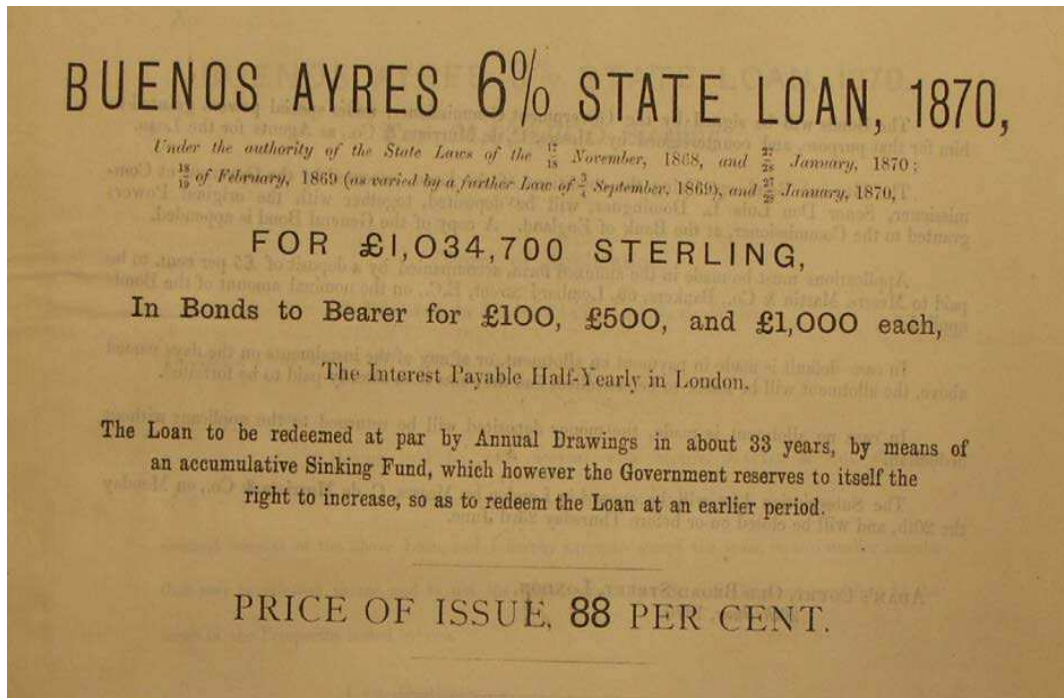 BUENOS AYRES 6% STATE LOAN, 1870,
Under the authority of the State Laws of the 17/18 November, 1868, and 27/28 January, 1870;
18/19 of February, 1869 (as varied by a further Law of 3/4 September, 1869), and 27/28 January, 1870,
FOR £1,034,700 STERLING,
In Bonds to Bearer for £100, £500, and £1,000 each,
The Interest Payable Half-Yearly in London.
The Loan to be redeemed at par by Annual Drawings in about 33 years, by means of
an accumulative Sinking Fund, which however the Government reserves to itself the
right to increase, so as to redeem the Loan at an earlier period.
PRICE OF ISSUE, 88 PER CENT.